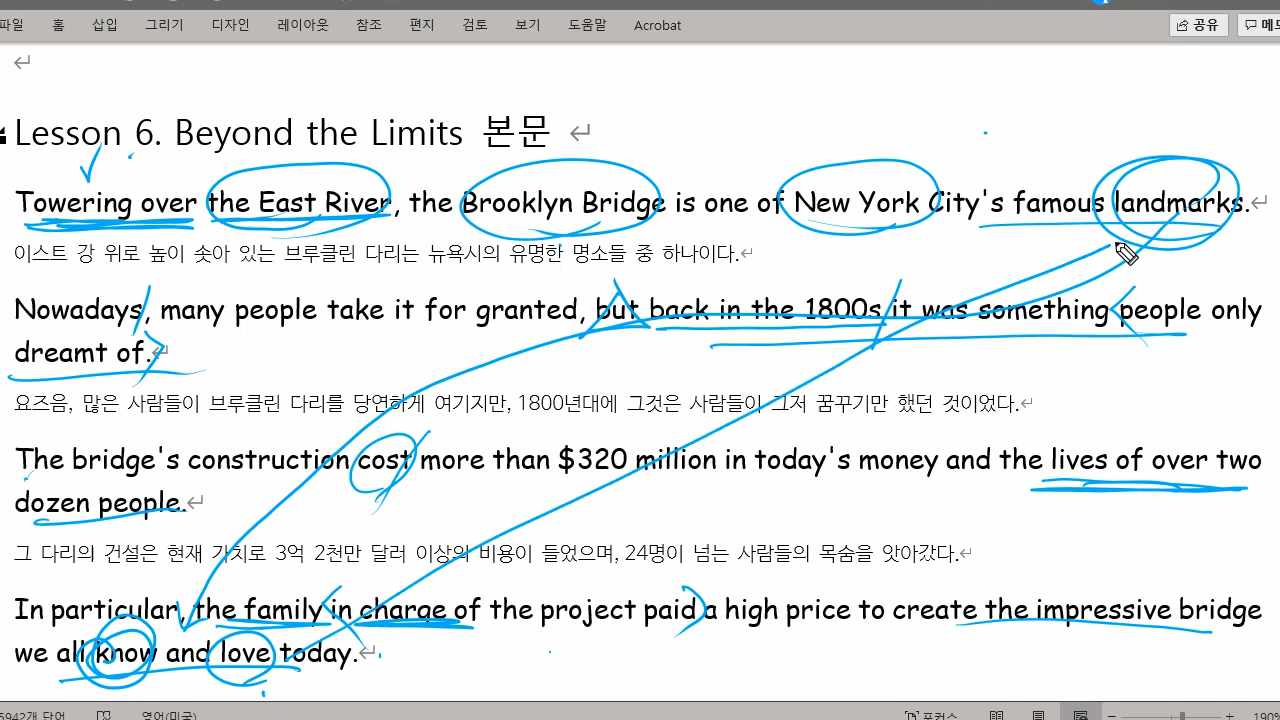 파일 홈 삽입 그리기 디자인 레이아웃 참조 편지 검토 보기 도움말 Acrobat 공유
Lesson 6. Beyond the Limits 본문
Towering over the East River, the Brooklyn Bridge is one of New York City's famous landmarks.
이스트 강 위로 높이 솟아 있는 브루클린 다리는 뉴욕시의 유명한 명소들 중 하나이다.
Nowadays, many people take it for granted, but back in the 1800s it was something people only
dreamt of.
요즈음, 많은 사람들이 브루클린 다리를 당연하게 여기지만, 1800년대에 그것은 사람들이 그저 꿈꾸기만 했던 것이었다.
The bridge's construction cost more than $320 million in today's money and the lives of over two
dozen people.
그 다리의 건설은 현재 가치로 3억 2천만 달러 이상의 비용이 들었으며, 24명이 넘는 사람들의 목숨을 앗아갔다.
In particular, the family in charge of the project paid a high price to create the impressive bridge
we all know and love today.
5942개 단어 영어(미국) 포커스 190%